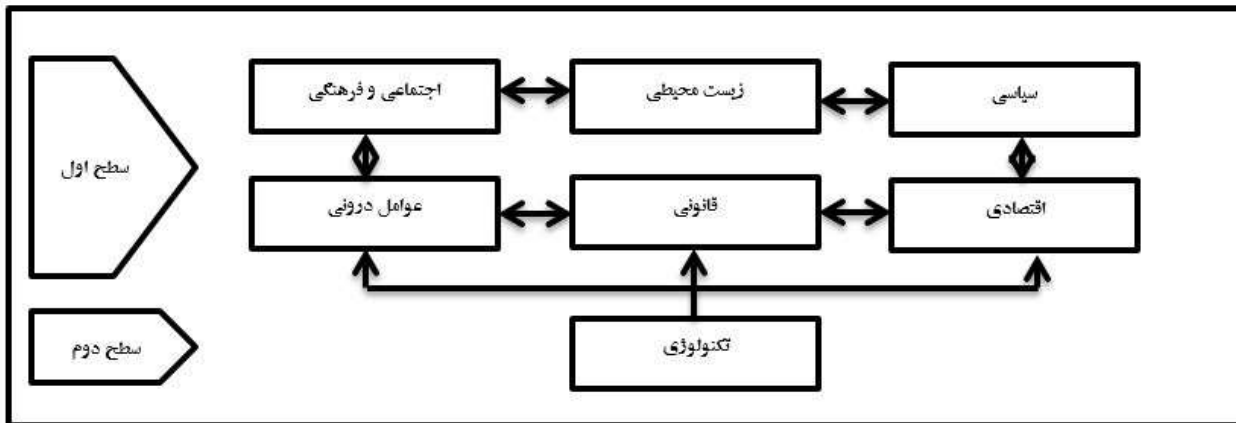 سیاسی
زیست محیطی
اجتماعی و فرهنگی
سطح اول
اقتصادی
قانونی
عوامل درونی
تکنولوژی
سطح دوم